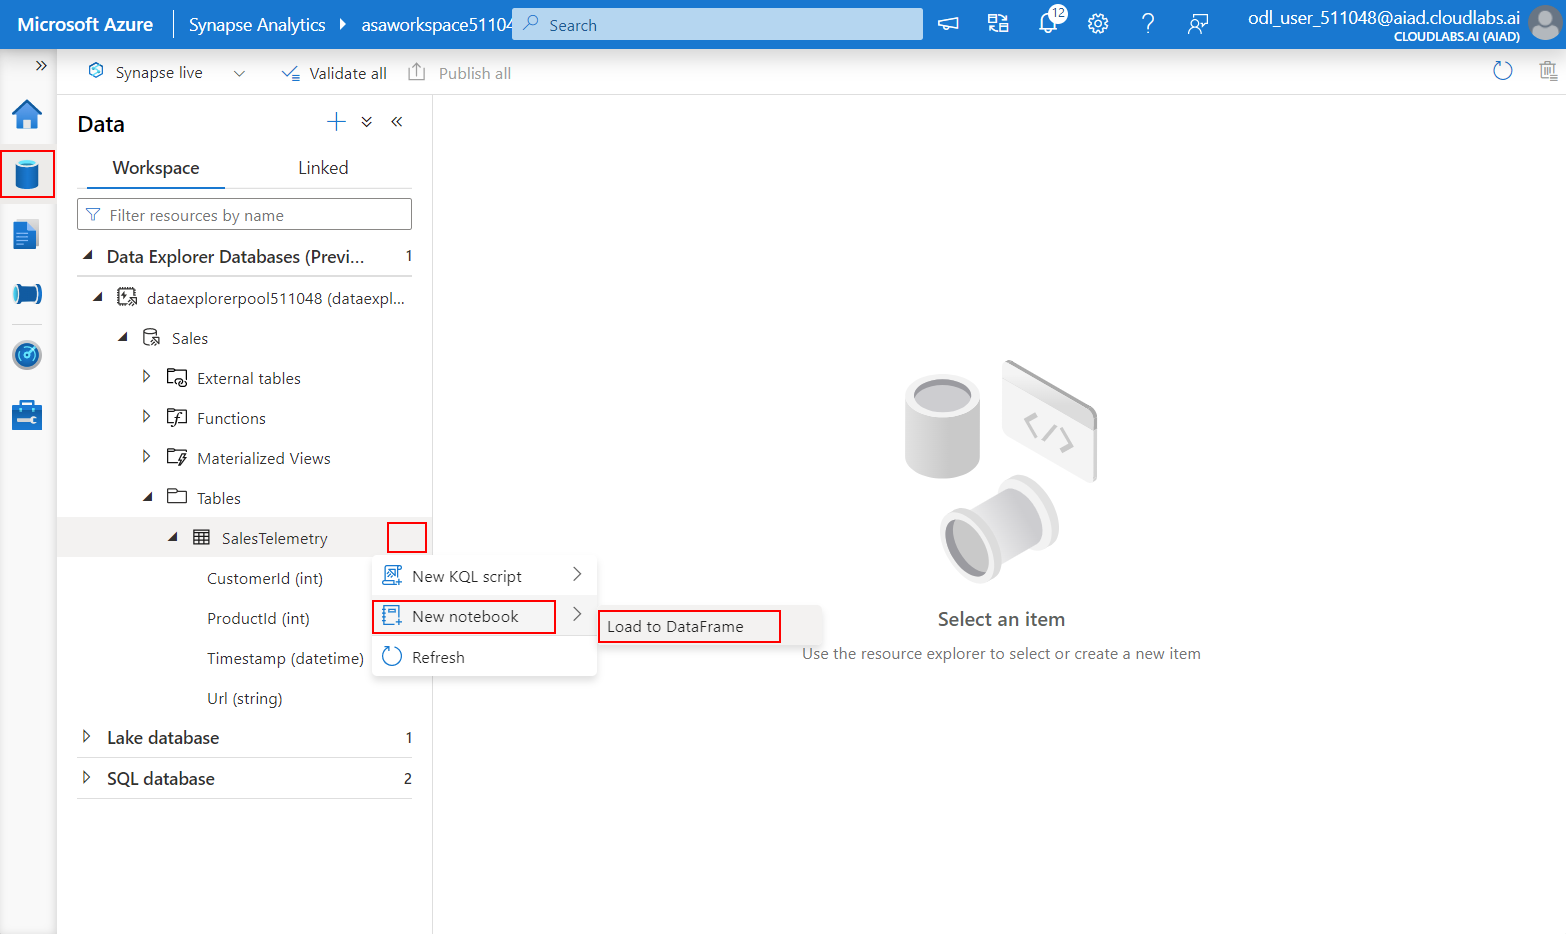 Microsoft Azure
Synapse Analytics
asaworkspace51104
Search
12
odl_user_511048@aiad.cloudlabs.ai
CLOUDLABS.AI (AIAD)
Synapse live
Validate all
Publish all
Data
Workspace
Linked
Filter resources by name
Data Explorer Databases (Previ... 1
dataexplorerpool511048 (dataexpl...
Sales
External tables
Functions
Materialized Views
Tables
SalesTelemetry
CustomerId (int)
ProductId (int)
Timestamp (datetime)
Url (string)
Lake database 1
SQL database 2
New KQL script
New notebook
Refresh
Load to DataFrame
Select an item
Use the resource explorer to select or create a new item